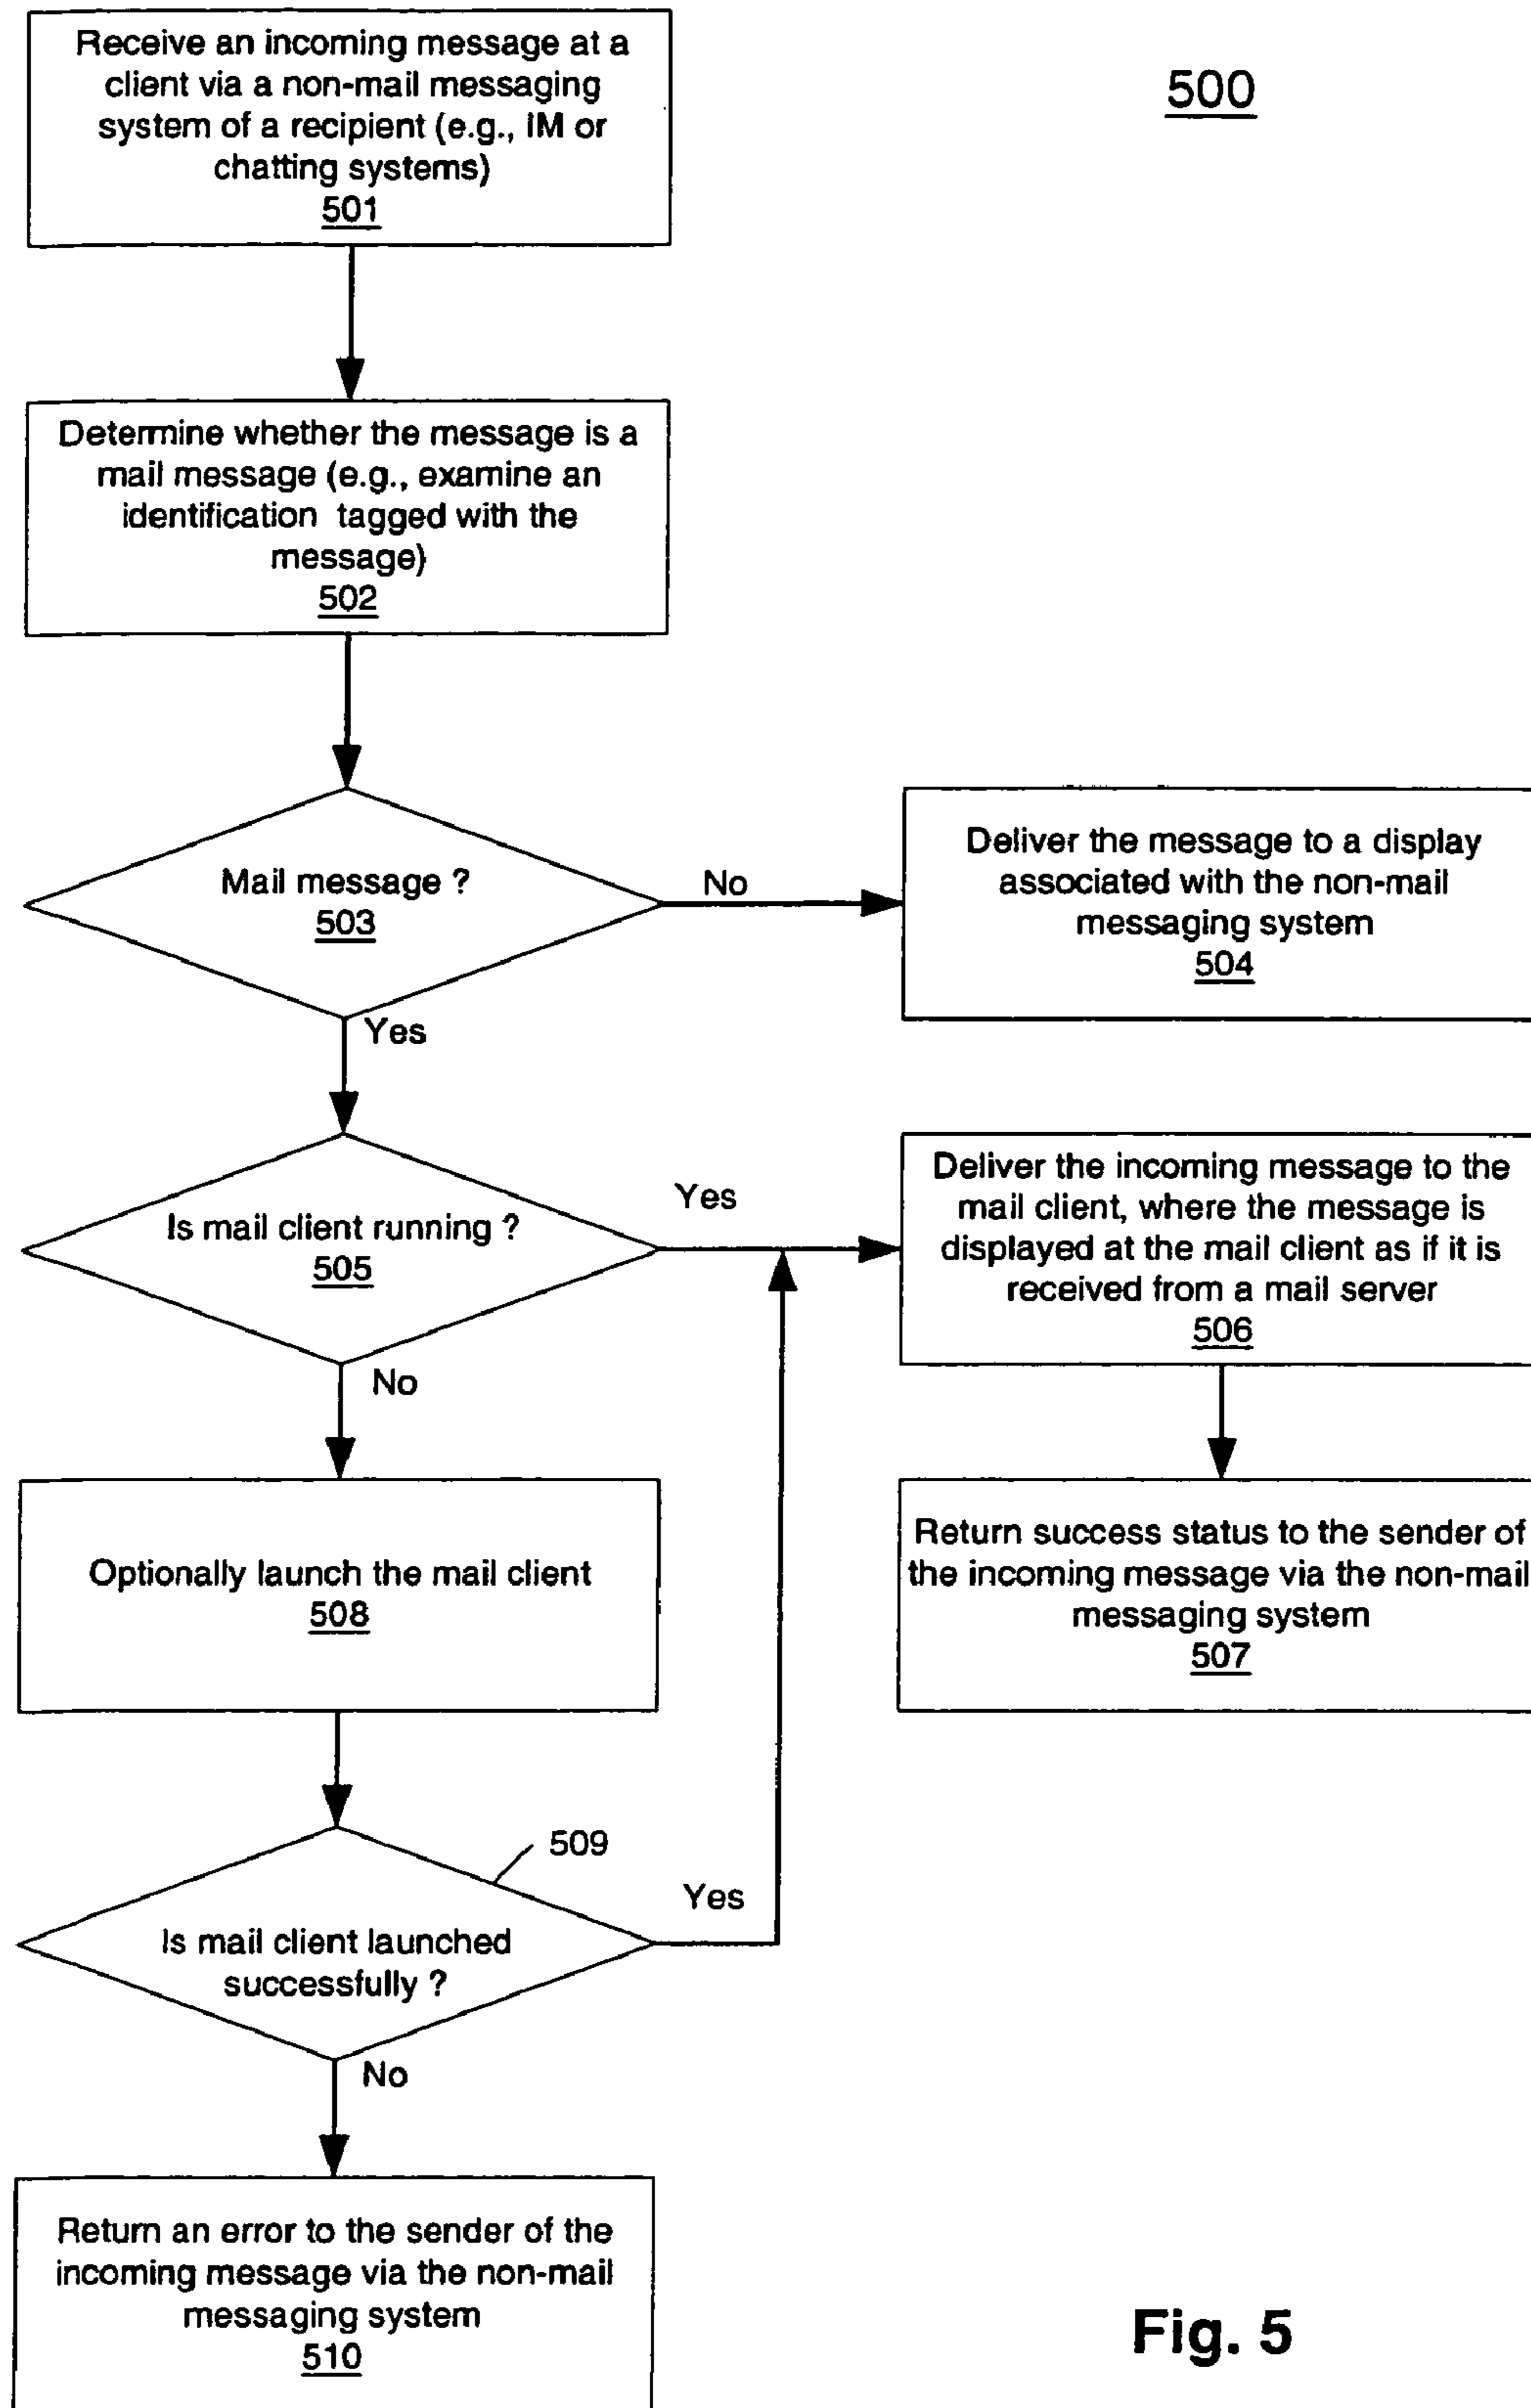 Receive an incoming message at a
client via a non-mail messaging
system of a recipient (e.g., IM or
chatting systems)
501
500
Determine whether the message is a
mail message (e.g., examine an
identification tagged with the
message)
502
Mail message ?
503
No
Deliver the message to a display
associated with the non-mail
messaging system
504
Yes
Is mail client running ?
505
Yes
Deliver the incoming message to the
mail client, where the message is
displayed at the mail client as if it is
received from a mail server
506
No
Optionally launch the mail client
508
Return success status to the sender of
the incoming message via the non-mail
messaging system
507
509
Is mail client launched
successfully ?
Yes
No
Return an error to the sender of the
incoming message via the non-mail
messaging system
510
Fig. 5